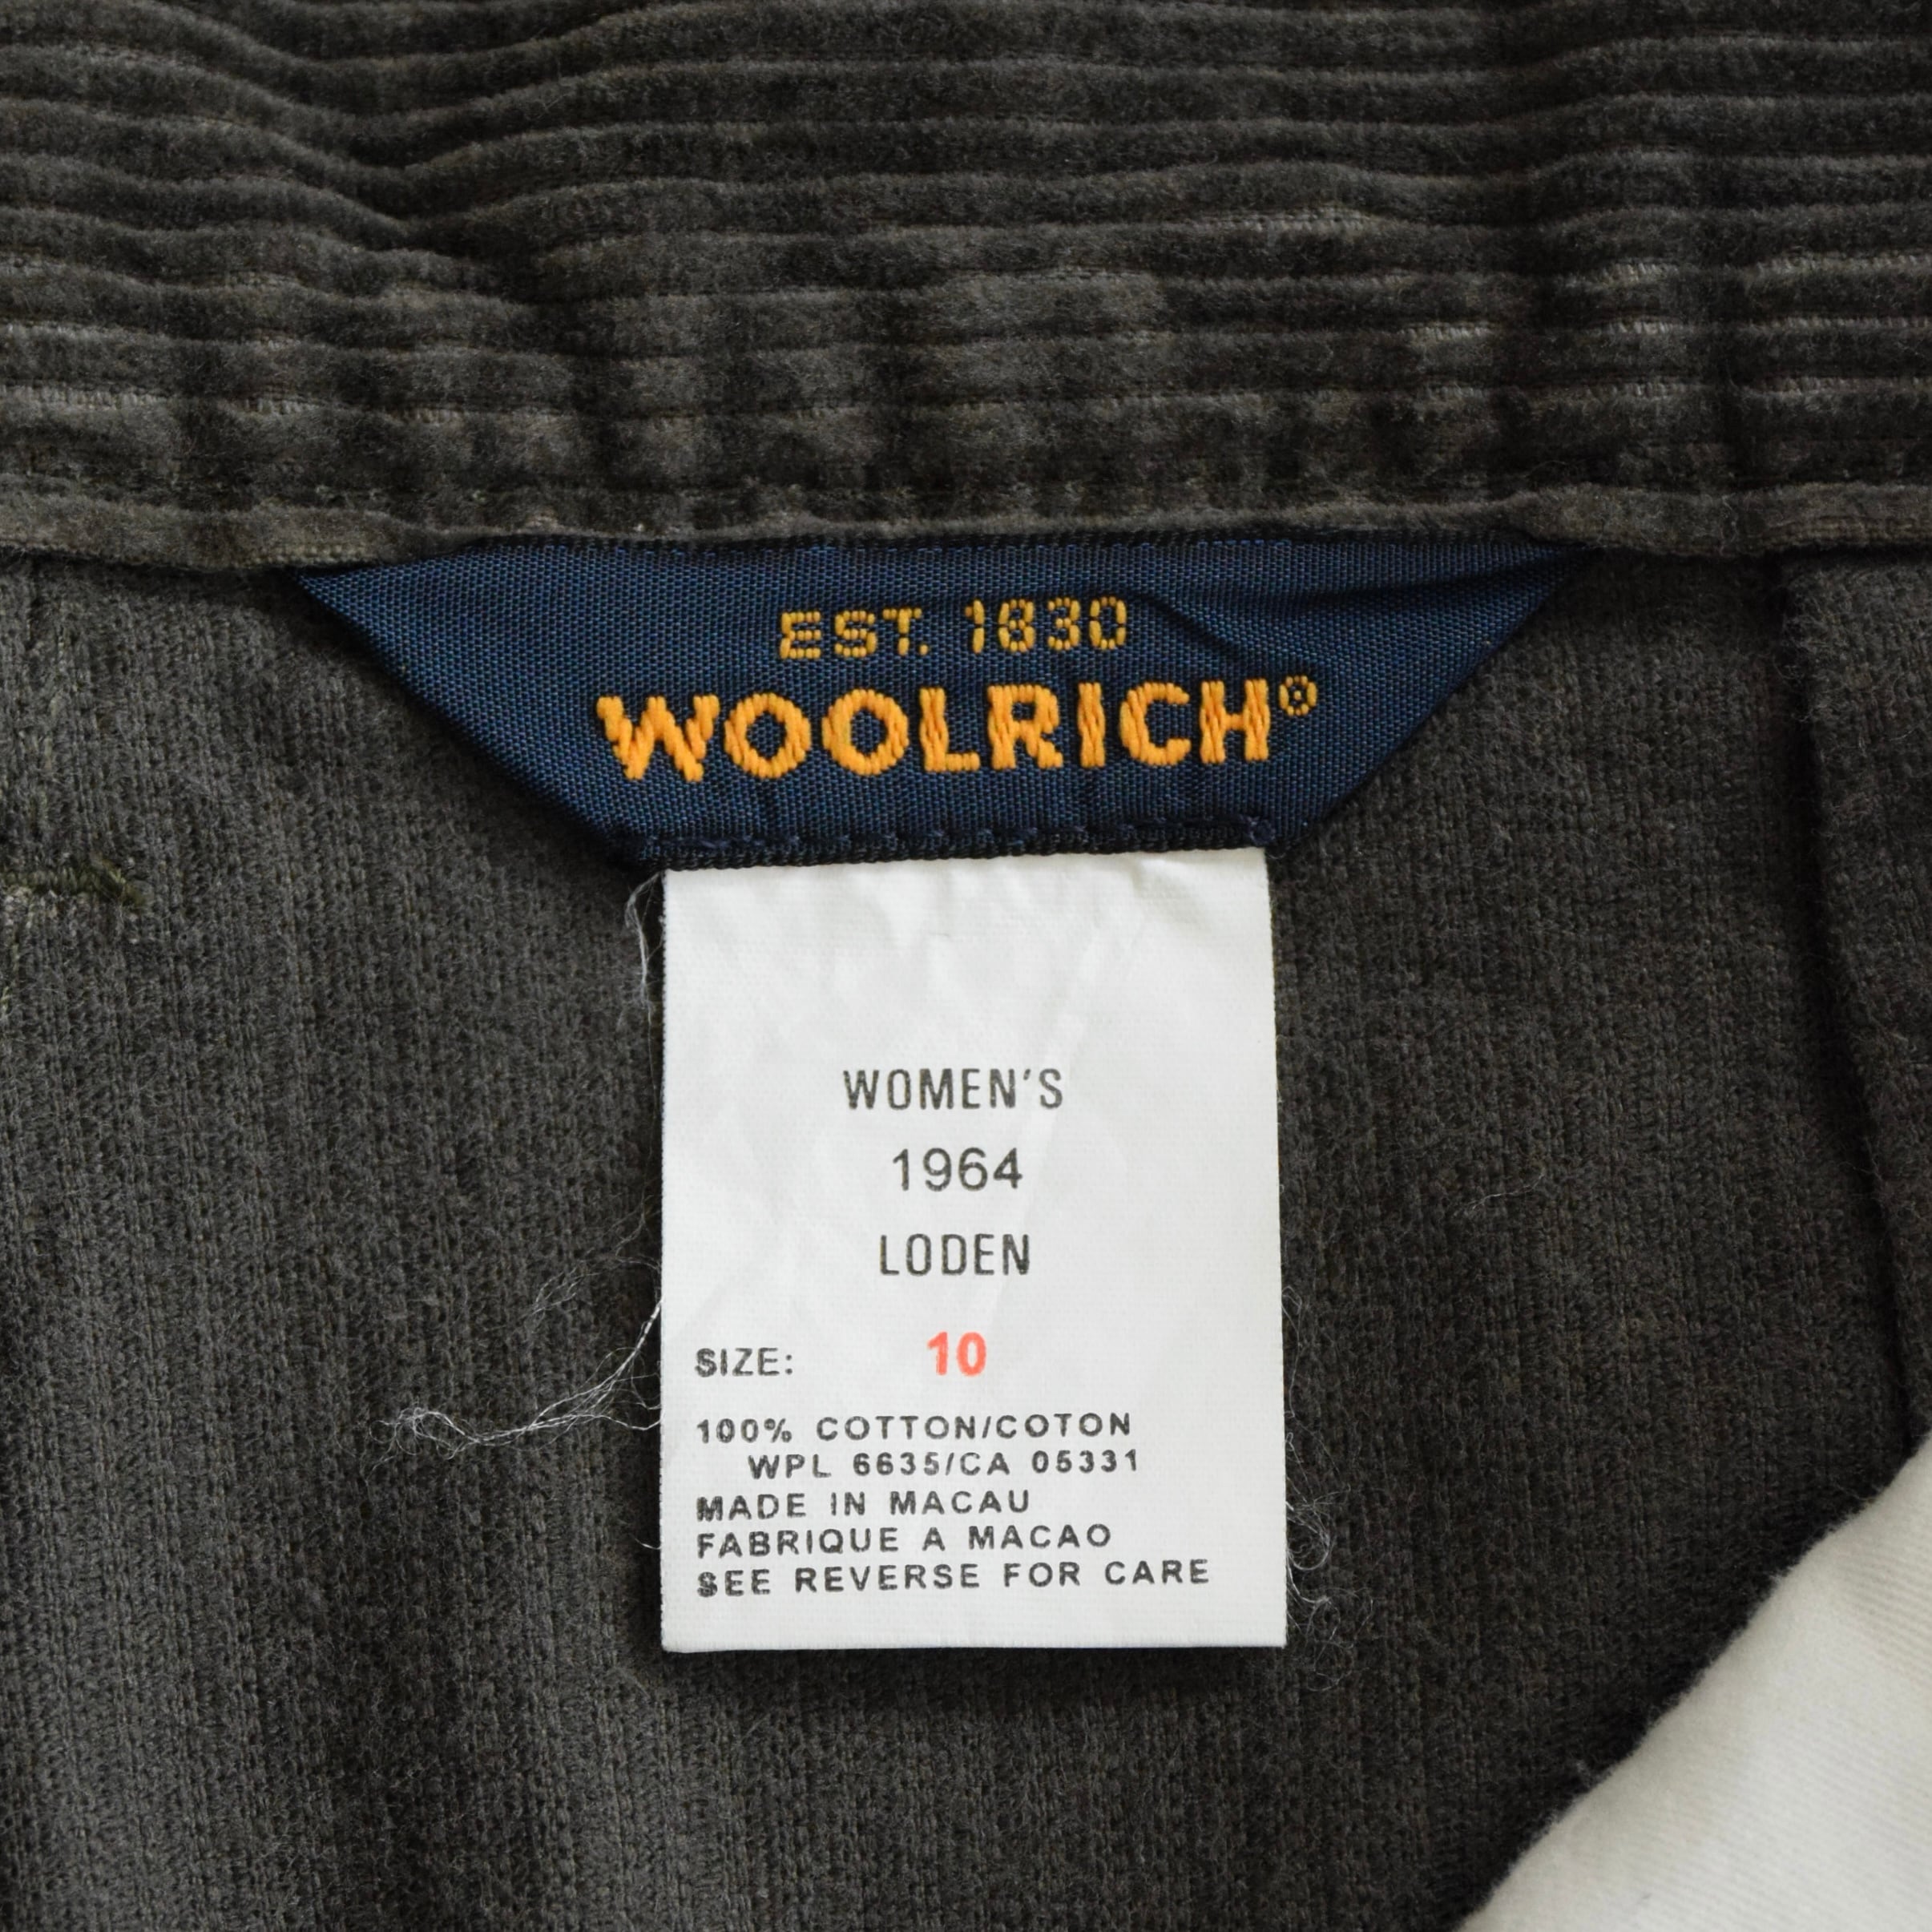 EST. 1830
WOOLRICH®
WOMEN'S
1964
LODEN
SIZE: 10
100% COTTON/COTON
WPL 6635/CA 05331
MADE IN MACAU
FABRIQUE A MACAO
SEE REVERSE FOR CARE